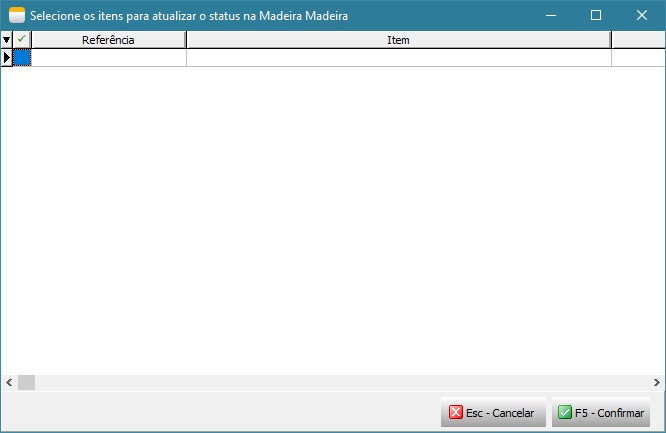 Selecione os itens para atualizar o status na Madeira Madeira
Referência Item
Esc - Cancelar F5 - Confirmar